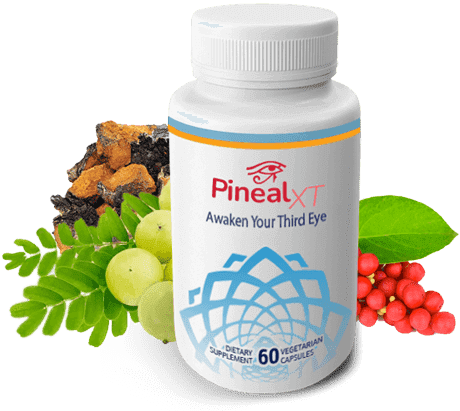 PinealXT
Awaken Your Third Eye
DIETARY
SUPPLEMENT
60
VEGETARIAN
CAPSULES